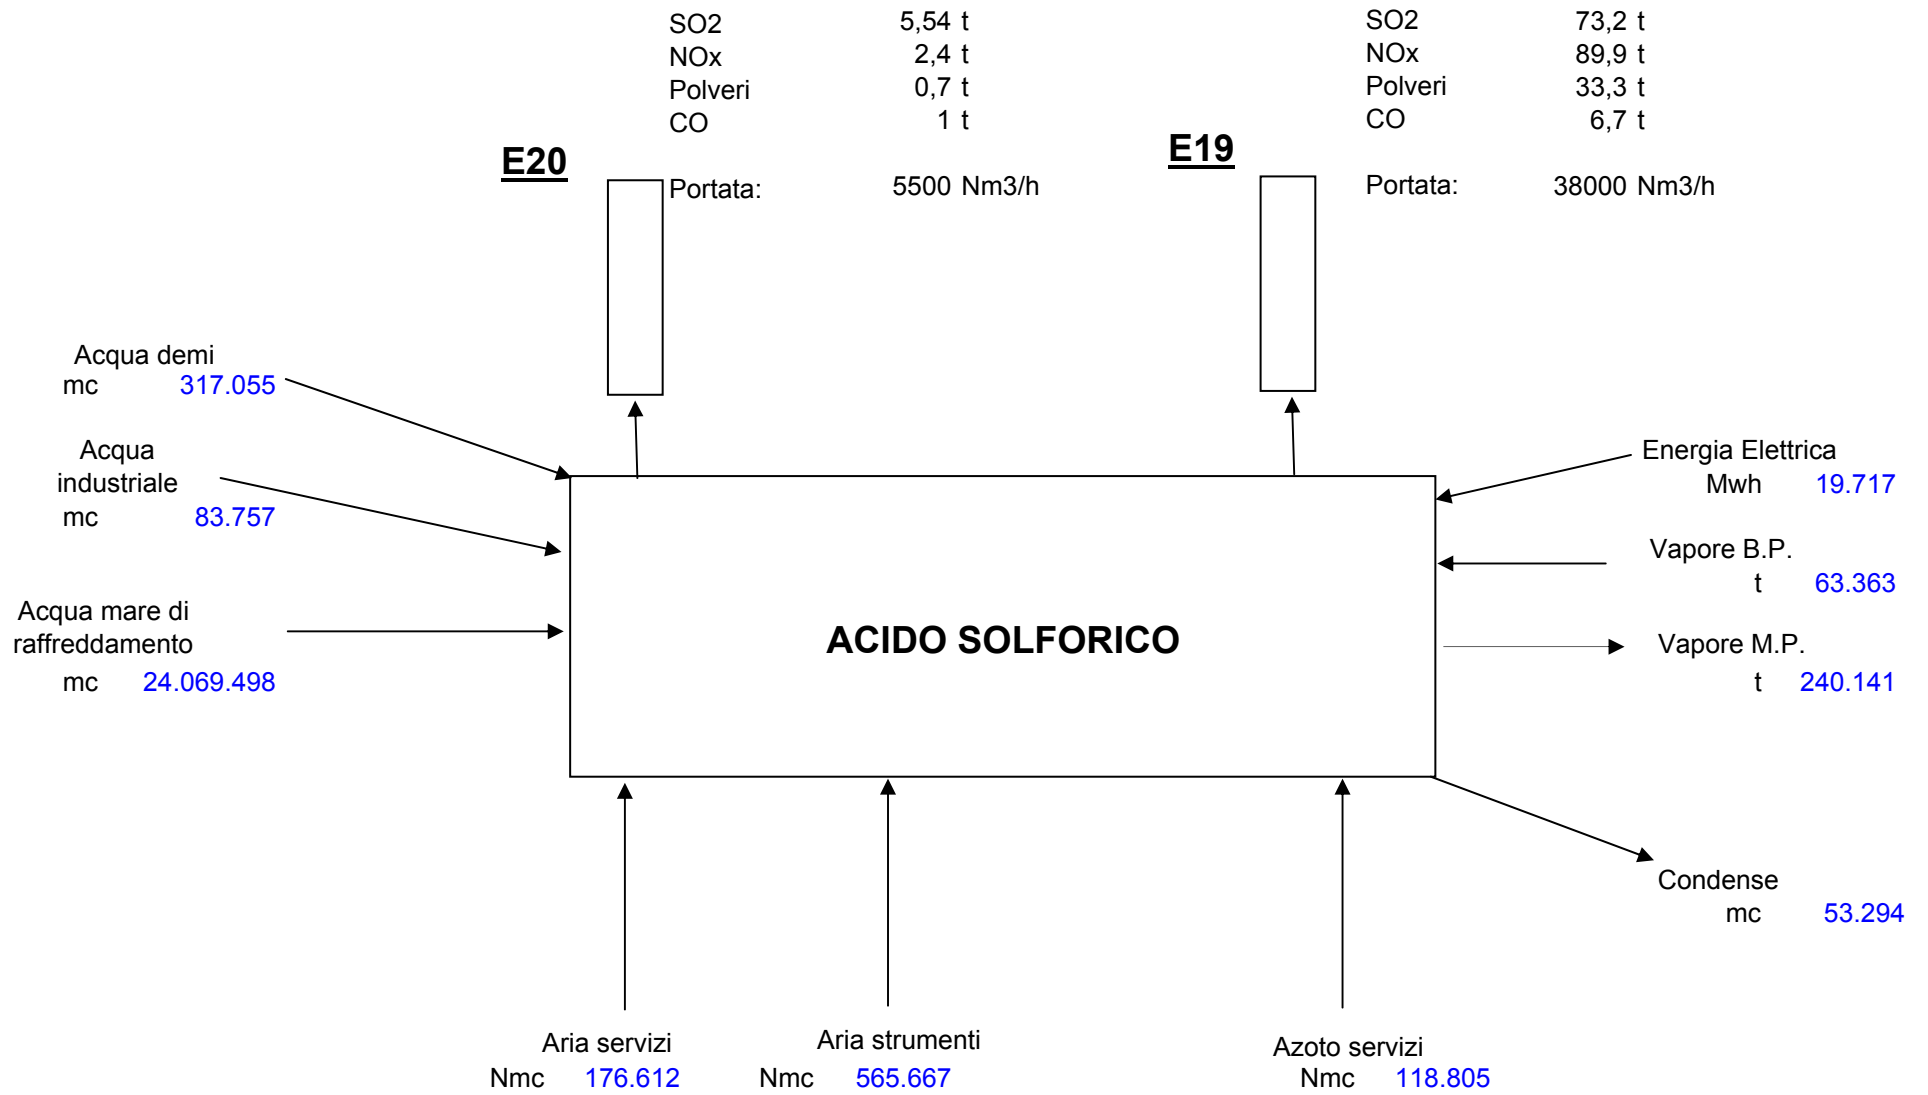 SO2 5,54 t
NOx 2,4 t
Polveri 0,7 t
CO 1 t
E20
Portata: 5500 Nm3/h
SO2 73,2 t
NOx 89,9 t
Polveri 33,3 t
CO 6,7 t
E19
Portata: 38000 Nm3/h
Acqua demi
mc 317.055
Acqua
industriale
mc 83.757
Acqua mare di
raffreddamento
mc 24.069.498
ACIDO SOLFORICO
Energia Elettrica
Mwh 19.717
Vapore B.P.
t 63.363
Vapore M.P.
t 240.141
Condense
mc 53.294
Aria servizi
Nmc 176.612
Aria strumenti
Nmc 565.667
Azoto servizi
Nmc 118.805